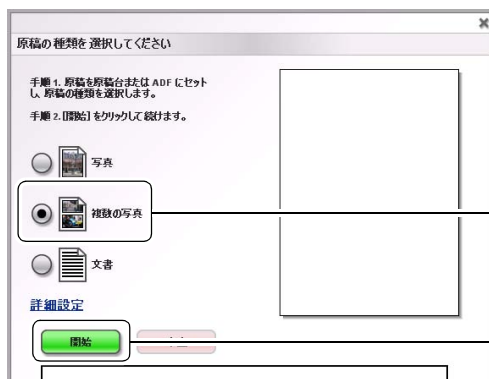 原稿の種類を選択してください
手順 1. 原稿を原稿台または ADF にセット
し、原稿の種類を選択します。
手順 2. [開始] をクリックして続けます。
写真
複数の写真
文書
詳細設定
開始